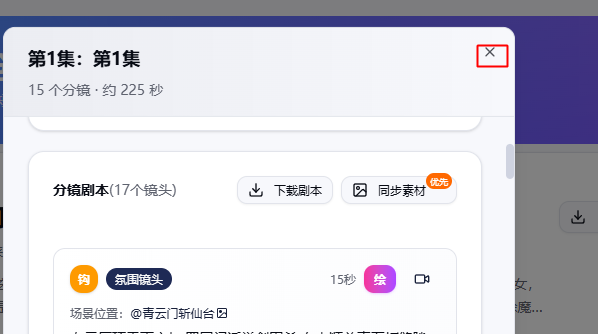 第1集：第1集
15 个分镜 · 约 225 秒
分镜剧本(17个镜头)
下载剧本
同步素材
优先
钩
氛围镜头
15秒
绘
场景位置：@青云门斩仙台
女，
魔...